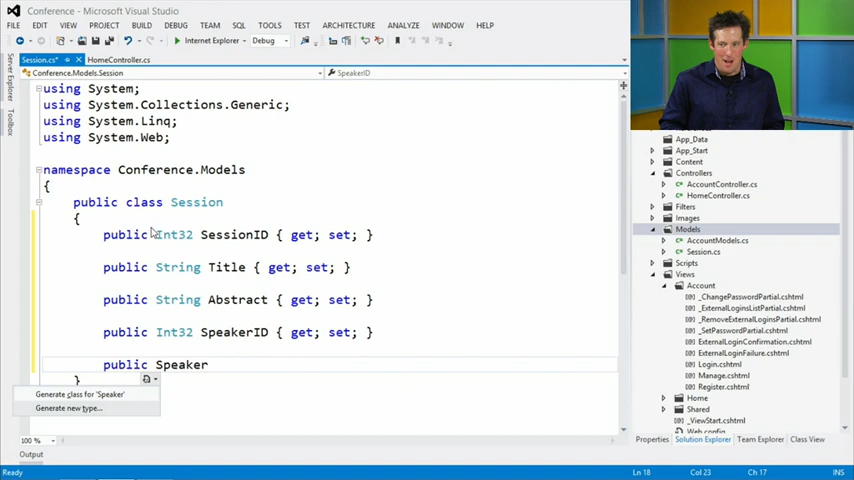 Conference - Microsoft Visual Studio
FILE EDIT VIEW PROJECT BUILD DEBUG TEAM SQL TOOLS TEST ARCHITECTURE ANALYZE WINDOW HELP
Internet Explorer Debug
Session.cs* HomeController.cs
Conference.Models.Session SpeakerID
Server Explorer
Toolbox
using System;
using System.Collections.Generic;
using System.Linq;
using System.Web;
namespace Conference.Models
{
public class Session
{
public Int32 SessionID { get; set; }
public String Title { get; set; }
public String Abstract { get; set; }
public Int32 SpeakerID { get; set; }
public Speaker
}
Generate class for 'Speaker'
Generate new type...
100 %
Output
App_Data
App_Start
Content
Controllers
AccountController.cs
HomeController.cs
Filters
Images
Models
AccountModels.cs
Session.cs
Scripts
Views
Account
_ChangePasswordPartial.cshtml
_ExternalLoginsListPartial.cshtml
_RemoveExternalLoginsPartial.cshtml
_SetPasswordPartial.cshtml
ExternalLoginConfirmation.cshtml
ExternalLoginFailure.cshtml
Login.cshtml
Manage.cshtml
Register.cshtml
Home
Shared
_ViewStart.cshtml
Web.config
Properties Solution Explorer Team Explorer Class View
Ready Ln 18 Col 23 Ch 17 INS